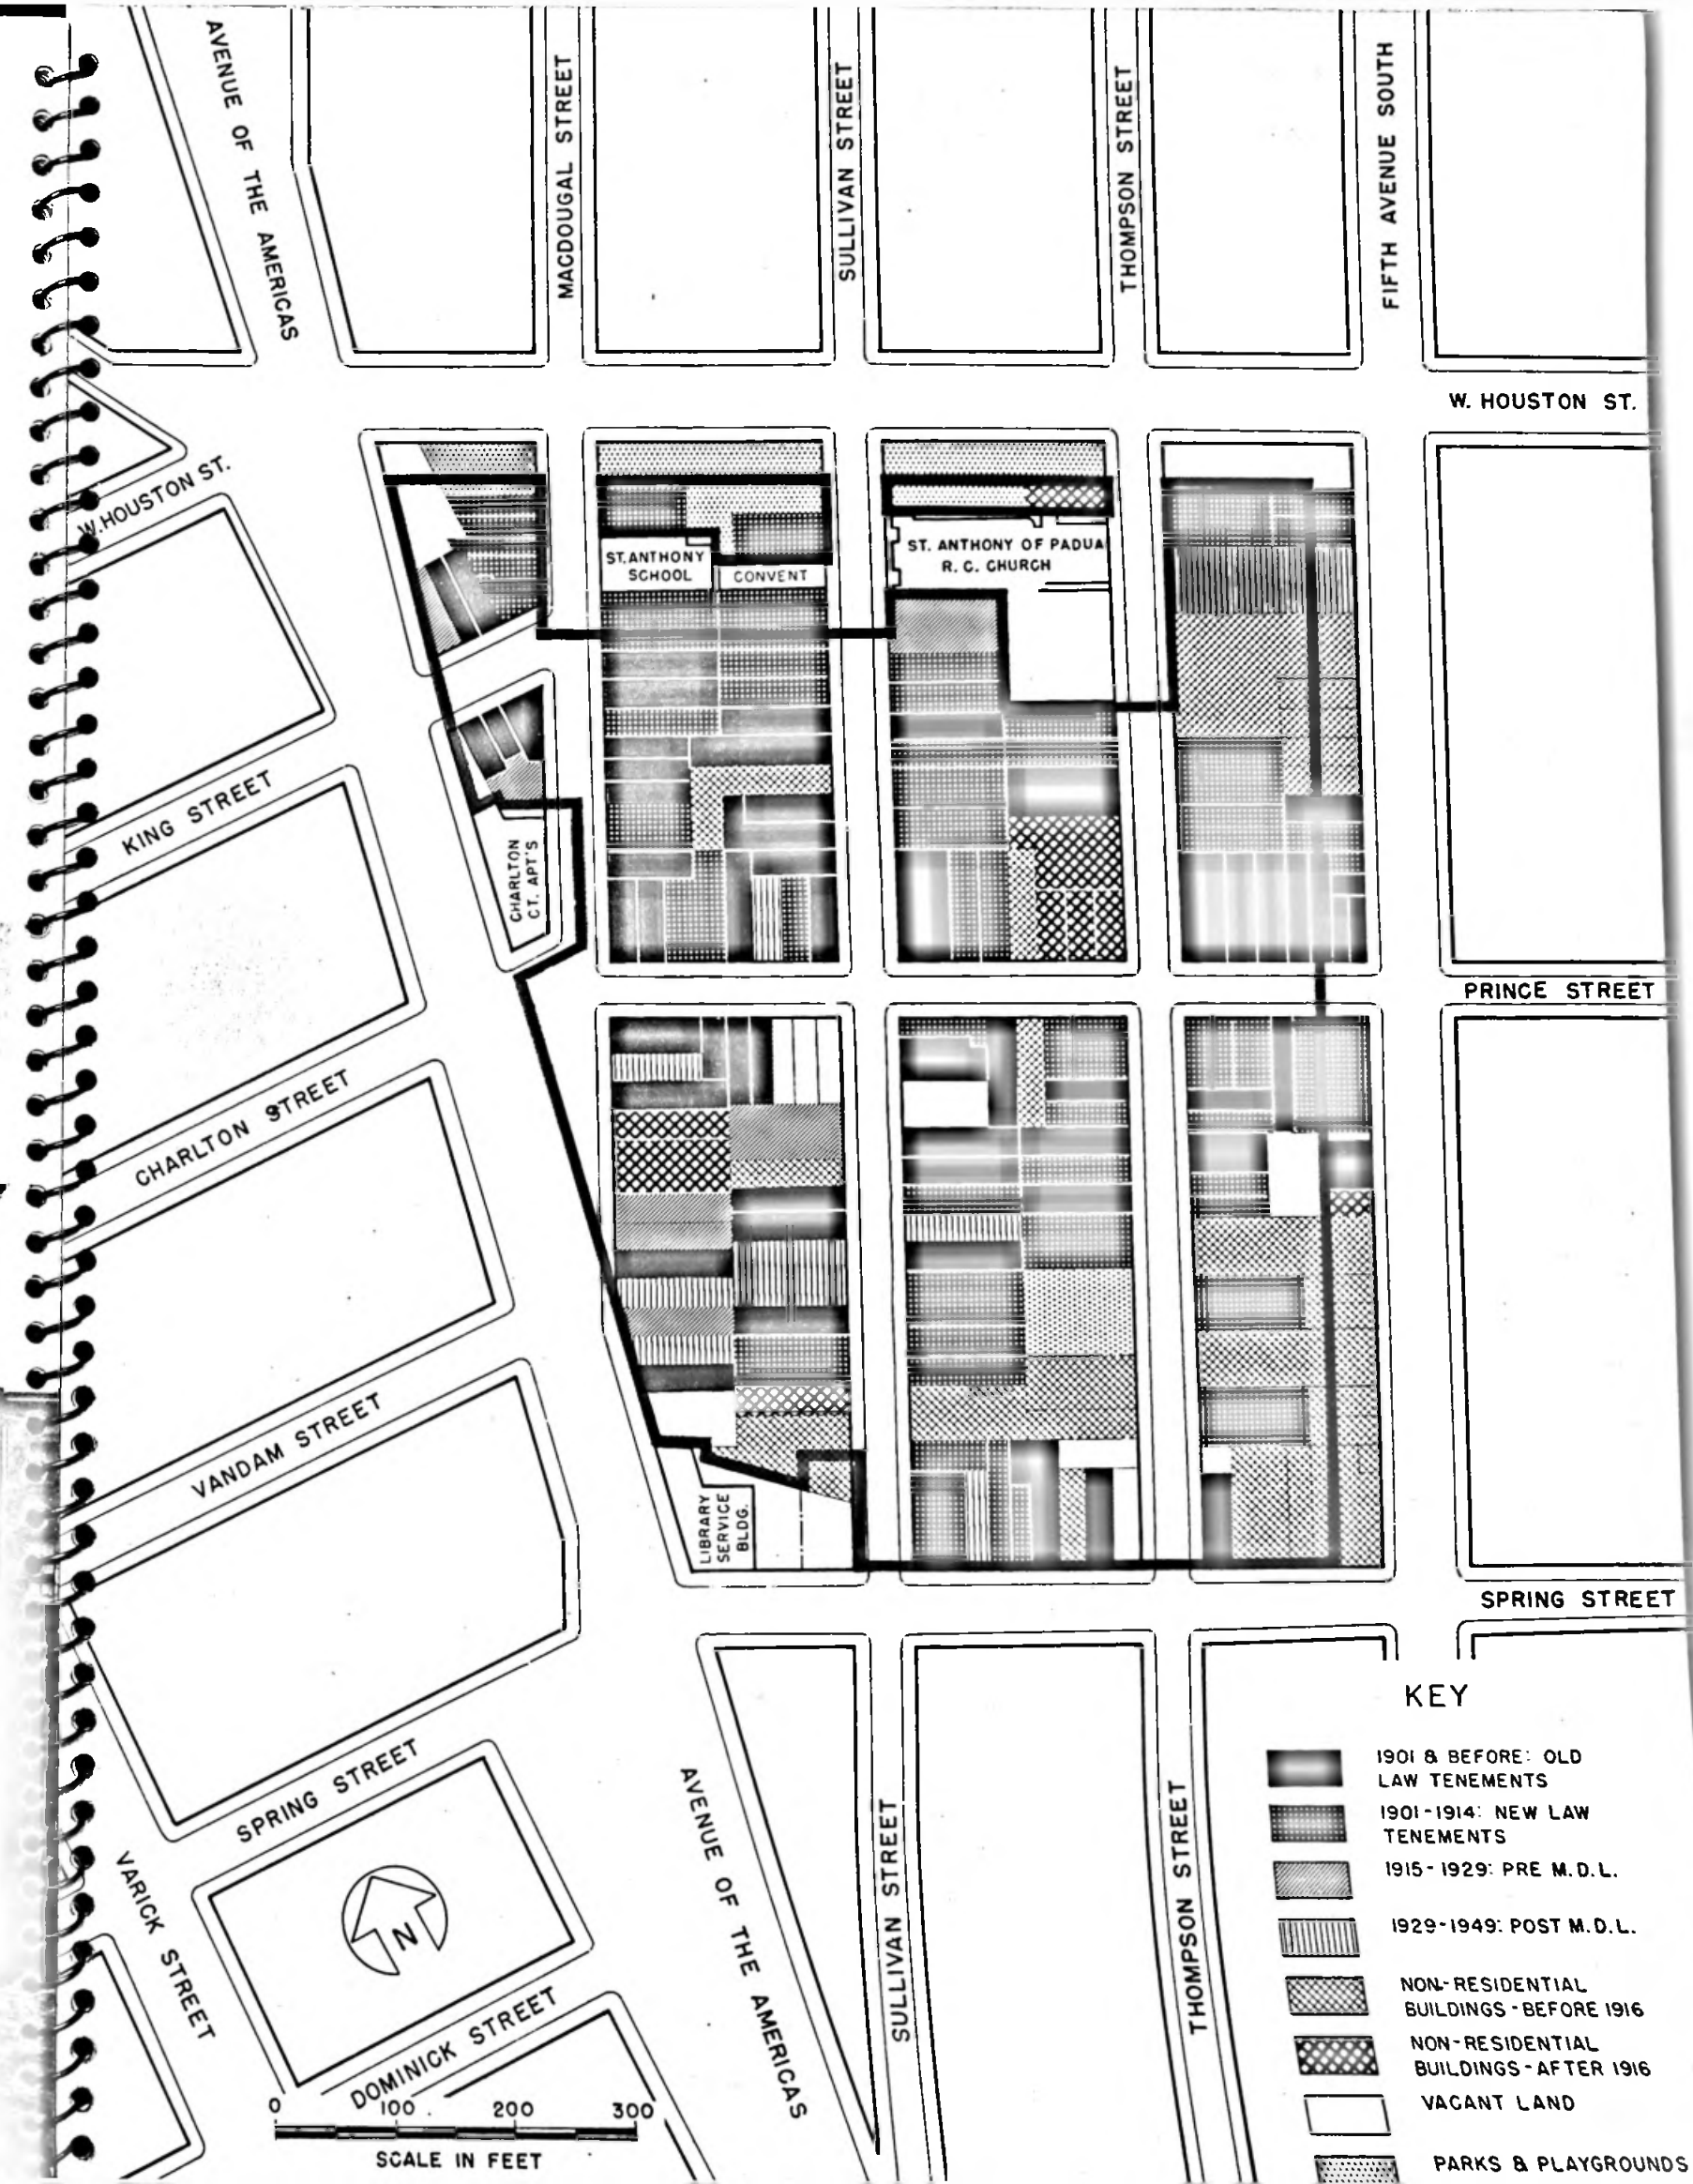 AVENUE OF THE AMERICAS
MACDOUGAL STREET
SULLIVAN STREET
THOMPSON STREET
FIFTH AVENUE SOUTH
W. HOUSTON ST.
W. HOUSTON ST.
ST. ANTHONY
SCHOOL
CONVENT
ST. ANTHONY OF PADUA
R. C. CHURCH
KING STREET
CHARLTON
CT. APT'S
PRINCE STREET
CHARLTON STREET
VANDAM STREET
LIBRARY
SERVICE
BLDG.
SPRING STREET
SPRING STREET
VARICK STREET
N
DOMINICK STREET
AVENUE OF THE AMERICAS
SULLIVAN STREET
THOMPSON STREET
0 100 200 300
SCALE IN FEET
KEY
1901 & BEFORE: OLD
LAW TENEMENTS
1901-1914: NEW LAW
TENEMENTS
1915-1929: PRE M.D.L.
1929-1949: POST M.D.L.
NON-RESIDENTIAL
BUILDINGS - BEFORE 1916
NON-RESIDENTIAL
BUILDINGS - AFTER 1916
VACANT LAND
PARKS & PLAYGROUNDS